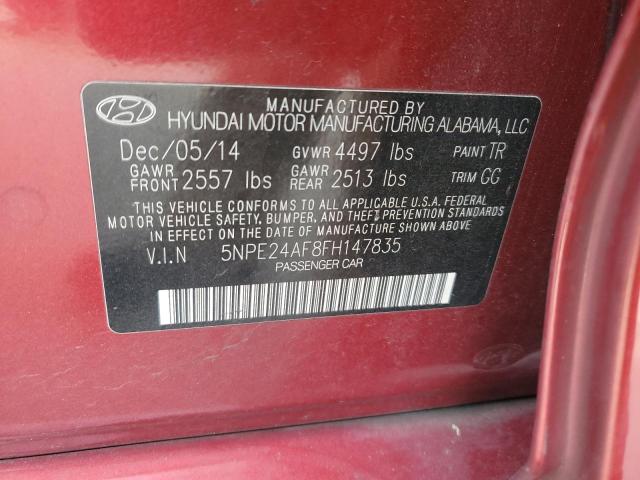 MANUFACTURED BY
HYUNDAI MOTOR MANUFACTURING ALABAMA, LLC
Dec/05/14 GVWR 4497 lbs PAINT TR
GAWR FRONT 2557 lbs GAWR REAR 2513 lbs TRIM GG
THIS VEHICLE CONFORMS TO ALL APPLICABLE U.S.A. FEDERAL
MOTOR VEHICLE SAFETY, BUMPER, AND THEFT PREVENTION STANDARDS
IN EFFECT ON THE DATE OF MANUFACTURE SHOWN ABOVE.
V.I.N 5NPE24AF8FH147835
PASSENGER CAR